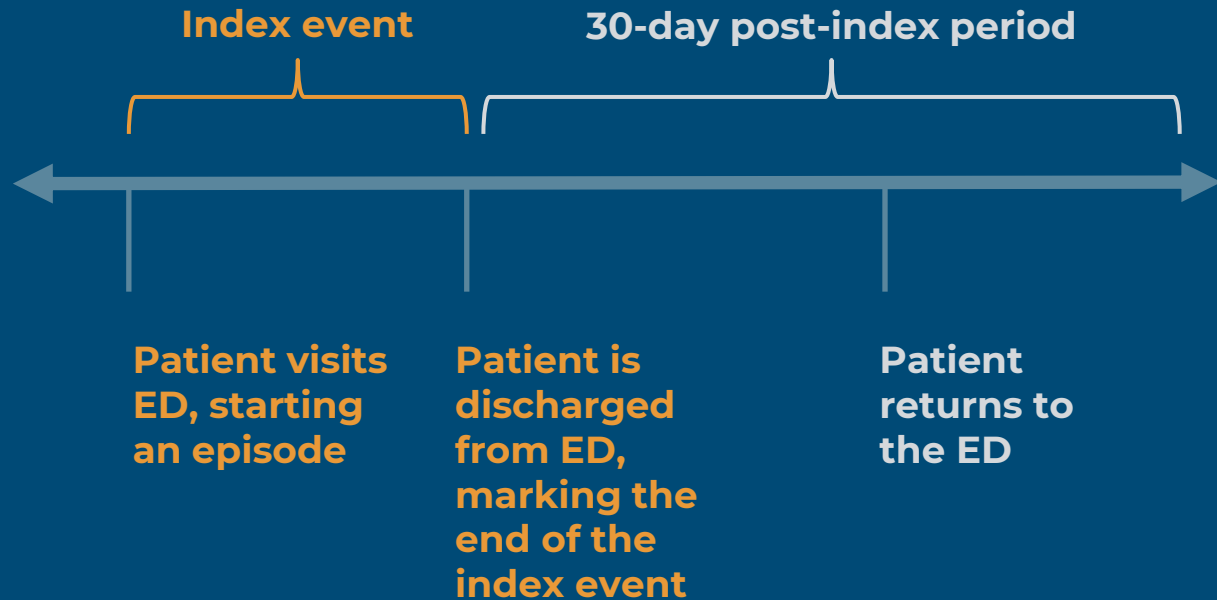 Index event
30-day post-index period
Patient visits
ED, starting
an episode
Patient is
discharged
from ED,
marking the
end of the
index event
Patient
returns to
the ED